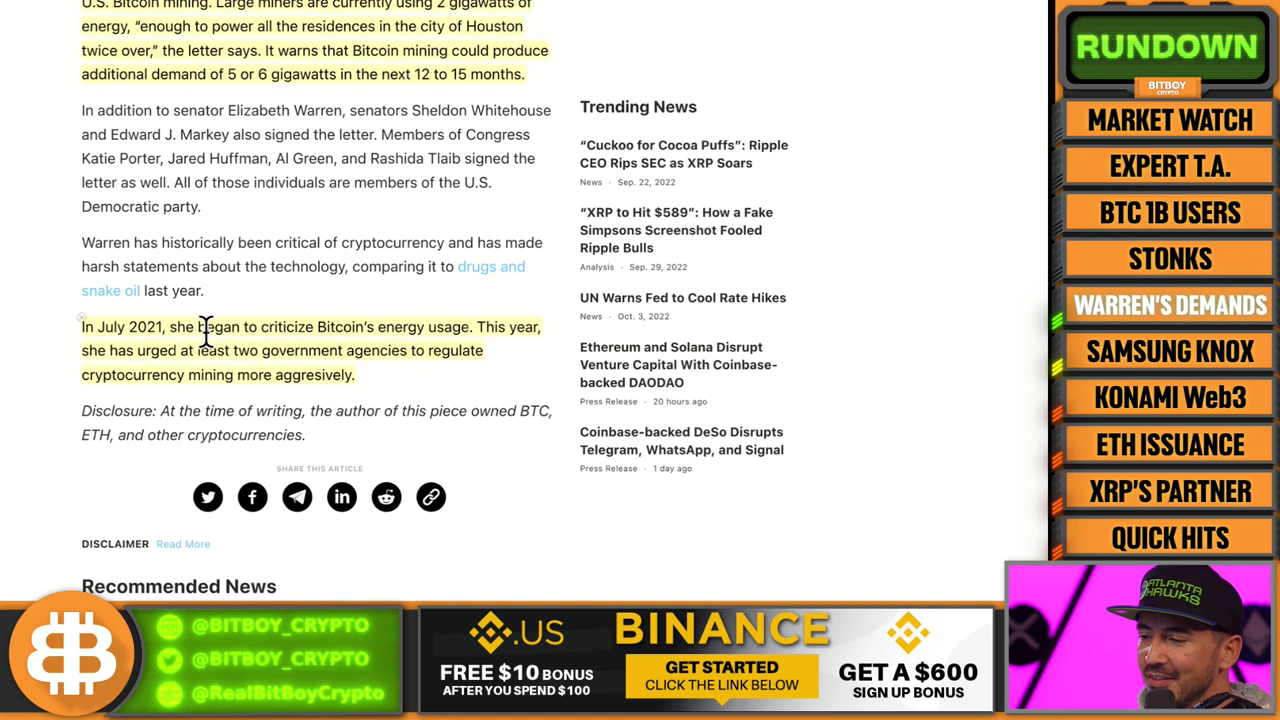 U.S. Bitcoin mining. Large miners are currently using 2 gigawatts of
energy, “enough to power all the residences in the city of Houston
twice over,” the letter says. It warns that Bitcoin mining could produce
additional demand of 5 or 6 gigawatts in the next 12 to 15 months.
In addition to senator Elizabeth Warren, senators Sheldon Whitehouse
and Edward J. Markey also signed the letter. Members of Congress
Katie Porter, Jared Huffman, Al Green, and Rashida Tlaib signed the
letter as well. All of those individuals are members of the U.S.
Democratic party.
Warren has historically been critical of cryptocurrency and has made
harsh statements about the technology, comparing it to drugs and
snake oil last year.
In July 2021, she began to criticize Bitcoin’s energy usage. This year,
she has urged at least two government agencies to regulate
cryptocurrency mining more aggresively.
Disclosure: At the time of writing, the author of this piece owned BTC,
ETH, and other cryptocurrencies.
SHARE THIS ARTICLE
DISCLAIMER Read More
Recommended News
Trending News
“Cuckoo for Cocoa Puffs”: Ripple
CEO Rips SEC as XRP Soars
News · Sep. 22, 2022
“XRP to Hit $589”: How a Fake
Simpsons Screenshot Fooled
Ripple Bulls
Analysis · Sep. 29, 2022
UN Warns Fed to Cool Rate Hikes
News · Oct. 3, 2022
Ethereum and Solana Disrupt
Venture Capital With Coinbase-
backed DAODAO
Press Release · 20 hours ago
Coinbase-backed DeSo Disrupts
Telegram, WhatsApp, and Signal
Press Release · 1 day ago
RUNDOWN
BITBOY
CRYPTO
MARKET WATCH
EXPERT T.A.
BTC 1B USERS
STONKS
WARREN'S DEMANDS
SAMSUNG KNOX
KONAMI Web3
ETH ISSUANCE
XRP'S PARTNER
QUICK HITS
ATLANTA
HAWKS
@BITBOY_CRYPTO
@BITBOY_CRYPTO
@RealBitBoyCrypto
.US
FREE $10 BONUS
AFTER YOU SPEND $100
BINANCE
GET STARTED
CLICK THE LINK BELOW
GET A $600
SIGN UP BONUS